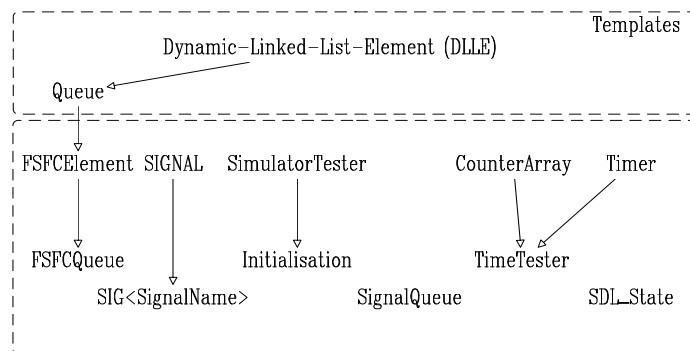 Templates
Dynamic-Linked-List-Element (DLLE)
Queue
FSFCElement SIGNAL SimulatorTester CounterArray Timer
FSFCQueue Initialisation TimeTester
SIG<SignalName> SignalQueue SDL_State